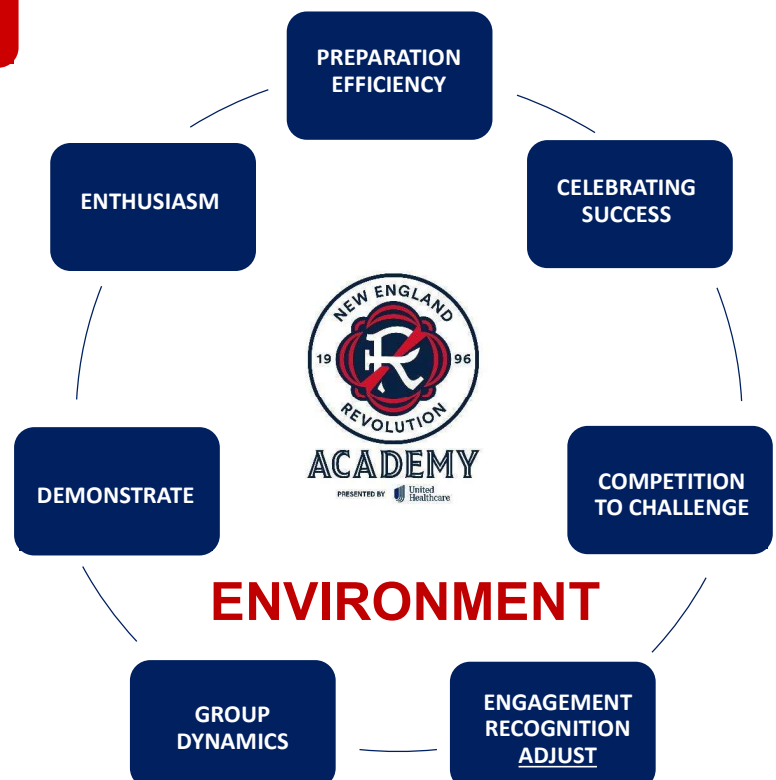 PREPARATION
EFFICIENCY
ENTHUSIASM
CELEBRATING
SUCCESS
NEW ENGLAND
19 96
REVOLUTION
ACADEMY
PRESENTED BY United
Healthcare
DEMONSTRATE
COMPETITION
TO CHALLENGE
ENVIRONMENT
GROUP
DYNAMICS
ENGAGEMENT
RECOGNITION
ADJUST